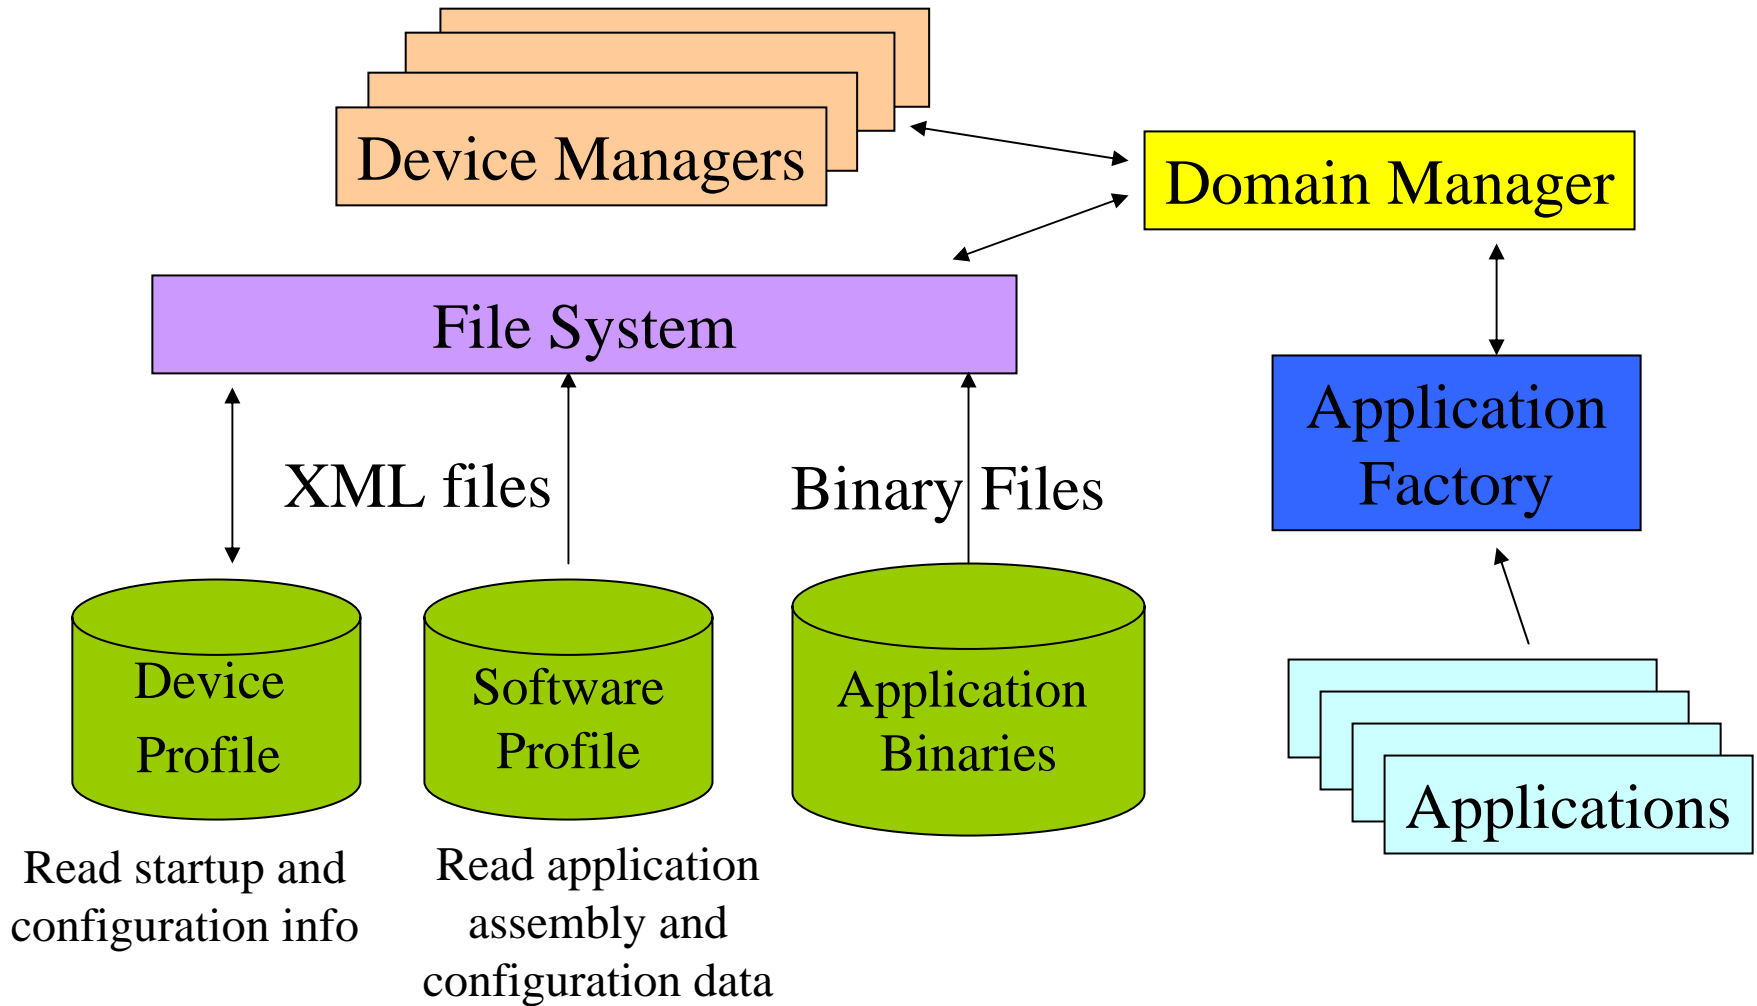 Device Managers
Domain Manager
File System
Application
Factory
XML files
Binary Files
Device
Profile
Software
Profile
Application
Binaries
Applications
Read startup and
configuration info
Read application
assembly and
configuration data